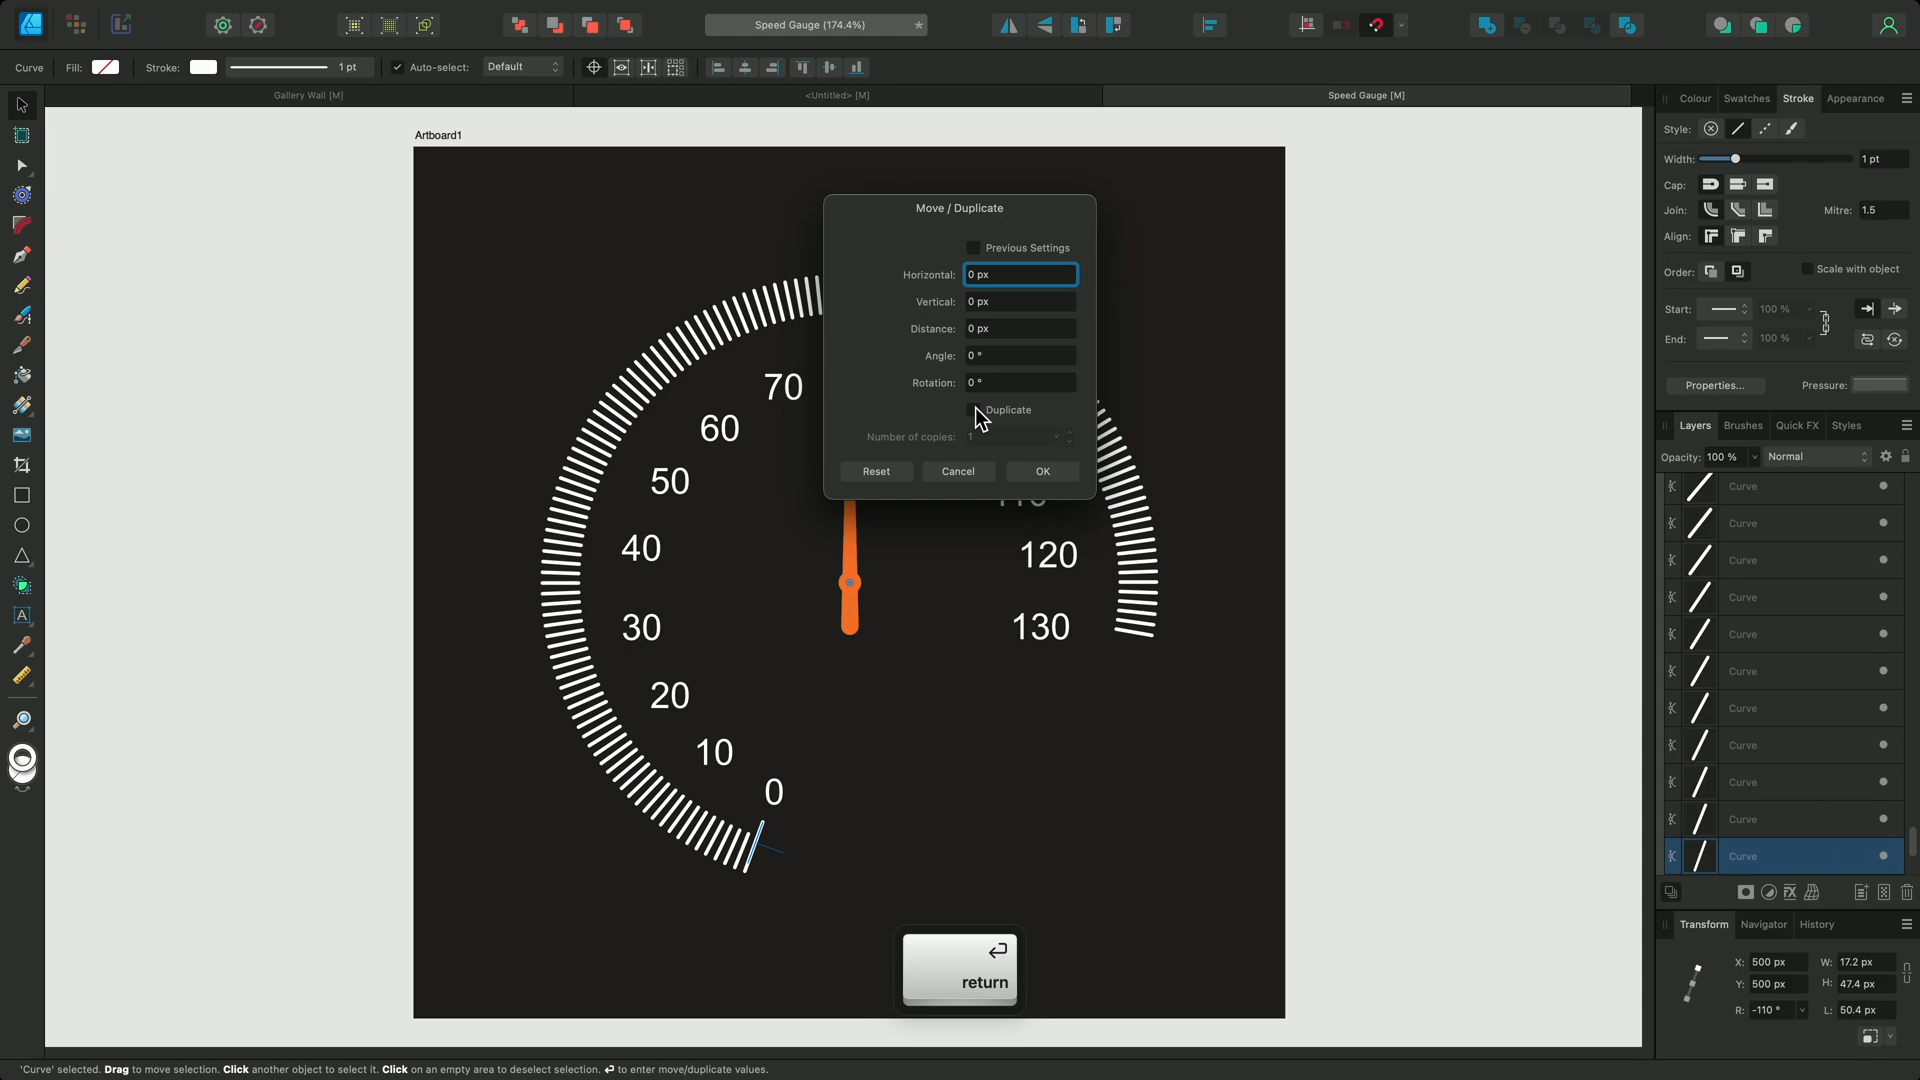 Speed Gauge (174.4%)
*
Curve
Fill:
Stroke:
1 pt
Auto-select:
Default
Gallery Wall [M]
<Untitled> [M]
Speed Gauge [M]
Artboard1
Move / Duplicate
Previous Settings
Horizontal: 0 px
Vertical: 0 px
Distance: 0 px
Angle: 0 °
Rotation: 0 °
Duplicate
Number of copies: 1
Reset
Cancel
OK
70
60
50
40
30
20
10
0
110
120
130
return
Colour
Swatches
Stroke
Appearance
Style:
Width:
1 pt
Cap:
Join:
Mitre: 1.5
Align:
Order:
Scale with object
Start:
100 %
End:
100 %
Properties...
Pressure:
Layers
Brushes
Quick FX
Styles
Opacity: 100 %
Normal
Curve
Curve
Curve
Curve
Curve
Curve
Curve
Curve
Curve
Curve
Curve
Transform
Navigator
History
X: 500 px
W: 17.2 px
Y: 500 px
H: 47.4 px
R: -110 °
L: 50.4 px
'Curve' selected. Drag to move selection. Click another object to select it. Click on an empty area to deselect selection. ↵ to enter move/duplicate values.